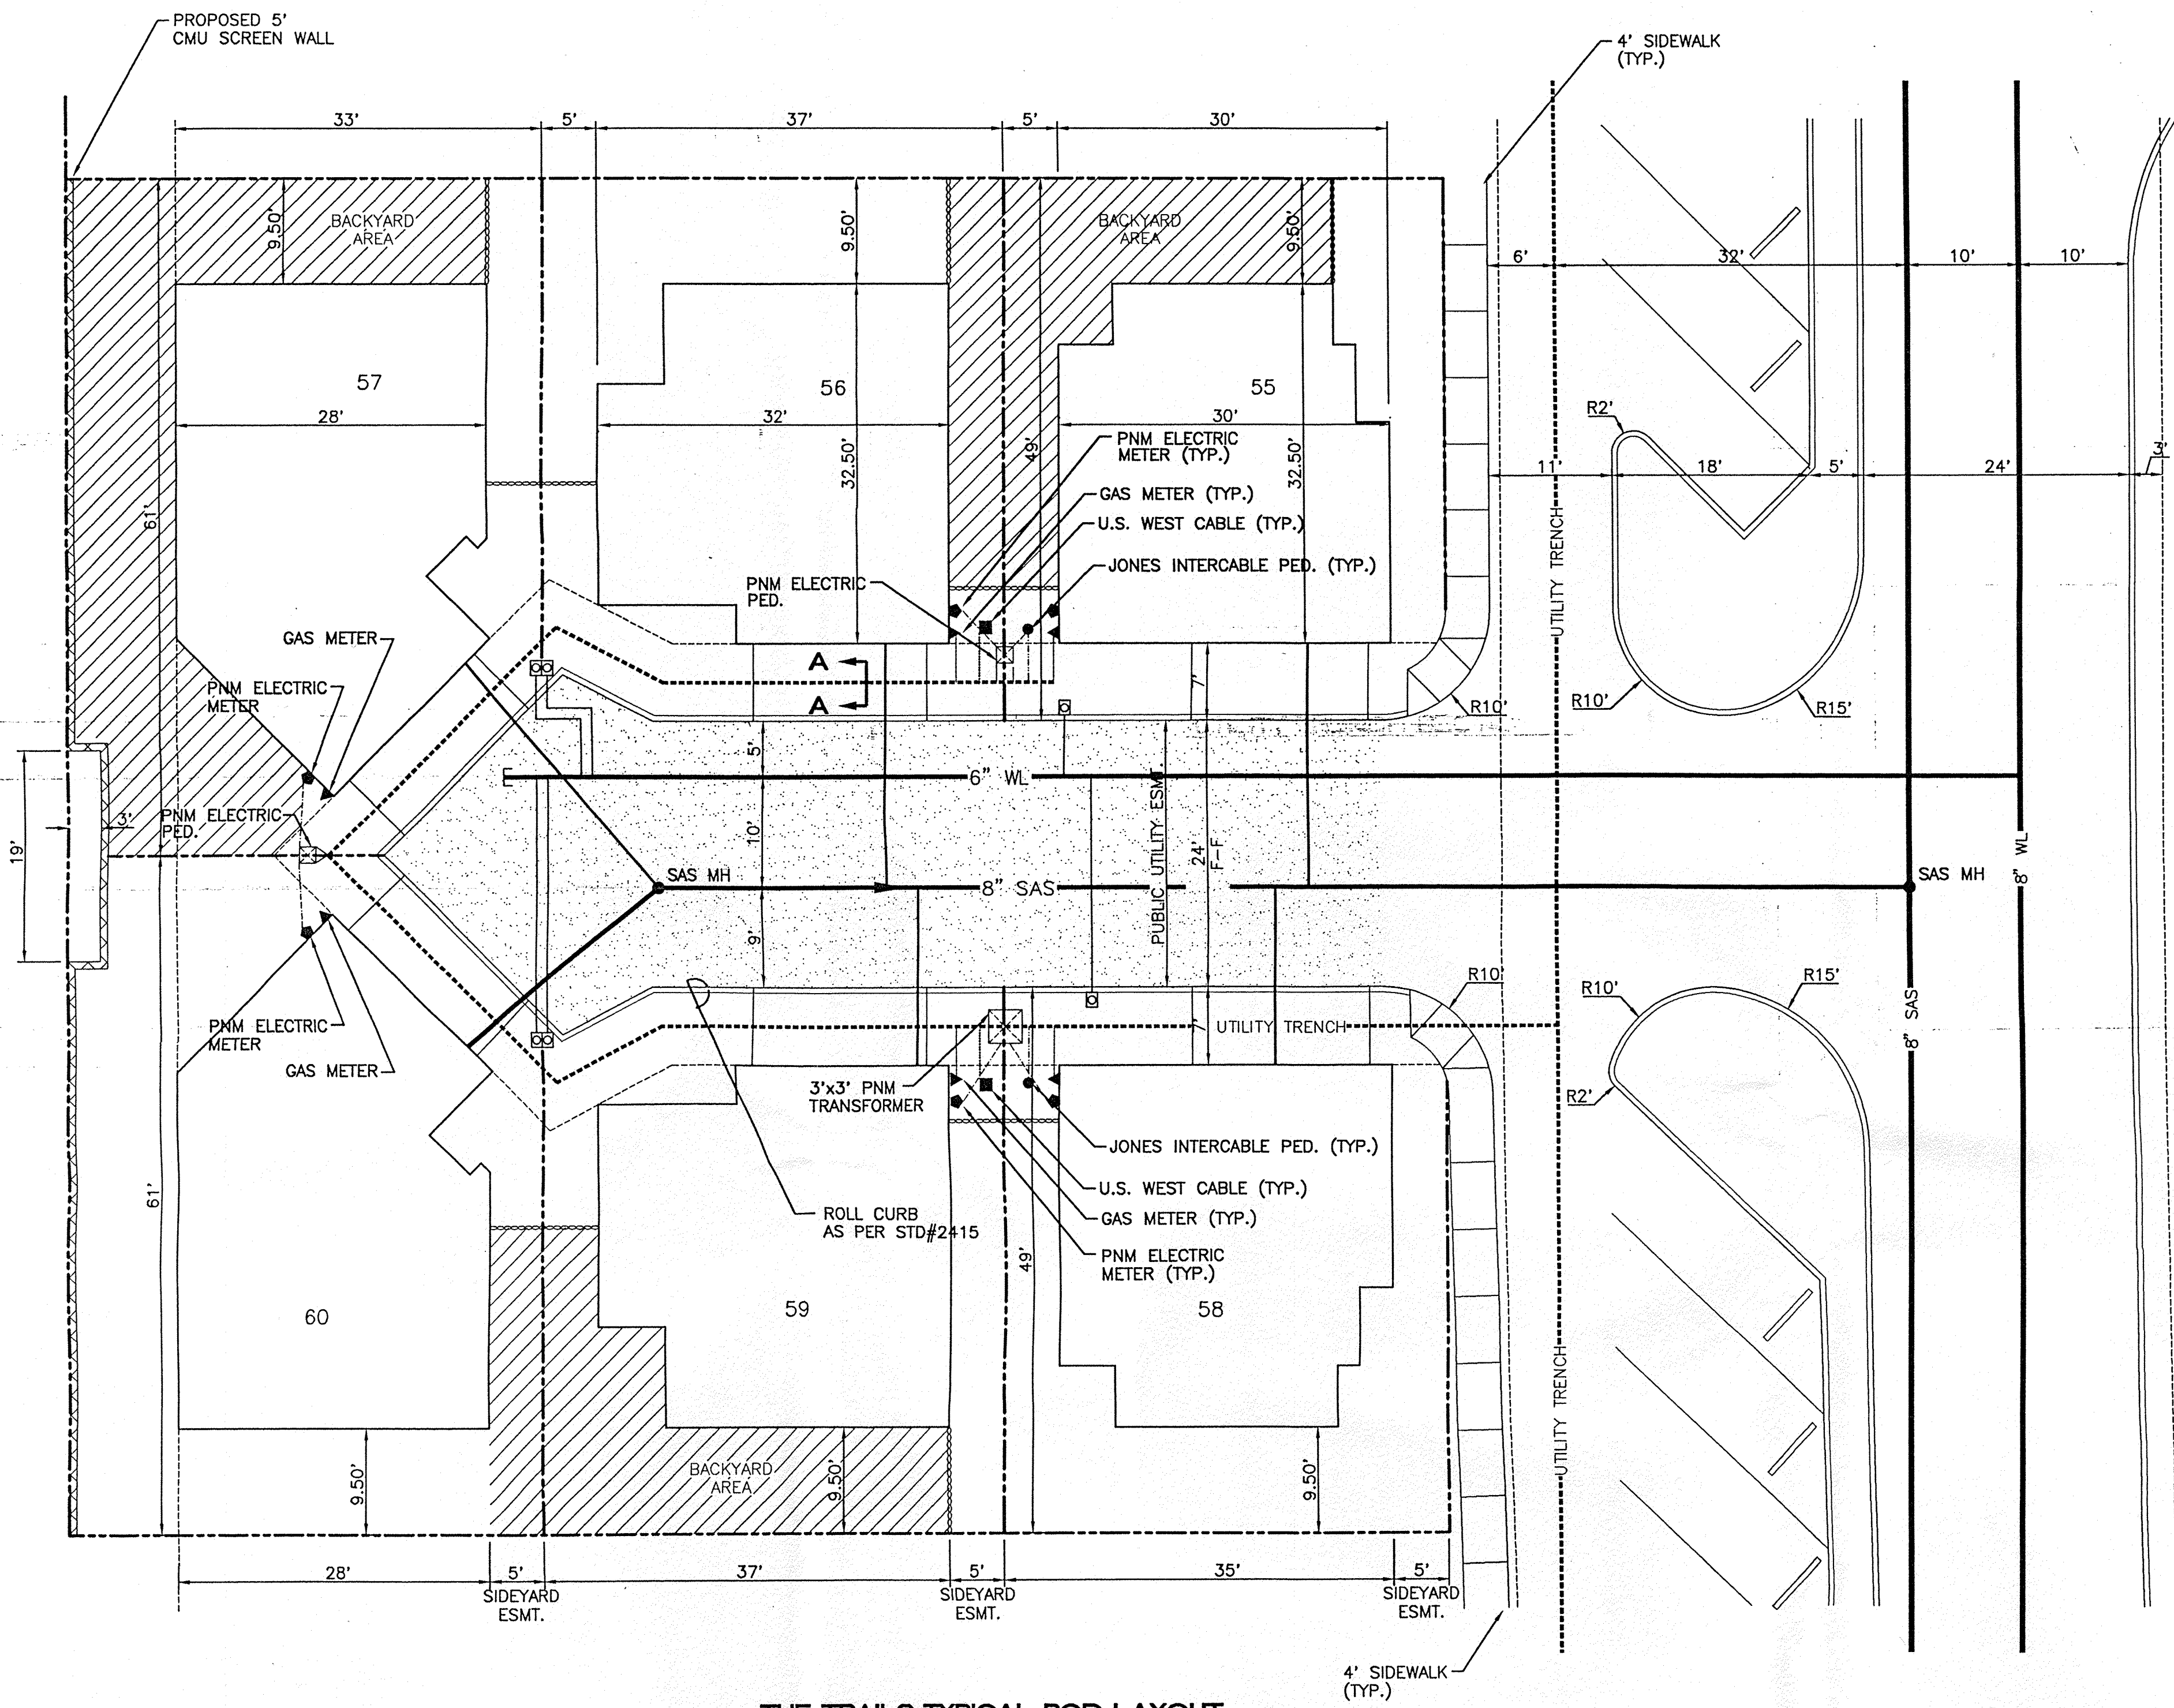 PROPOSED 5'
CMU SCREEN WALL
4' SIDEWALK
(TYP.)
33'
5'
37'
5'
30'
9.50'
BACKYARD
AREA
9.50'
BACKYARD
AREA
9.50'
6'
32'
10'
10'
57
56
55
28'
32'
30'
R2'
PNM ELECTRIC
METER (TYP.)
49'
32.50'
32.50'
11'
18'
5'
24'
3'
GAS METER (TYP.)
U.S. WEST CABLE (TYP.)
61'
JONES INTERCABLE PED. (TYP.)
UTILITY TRENCH
PNM ELECTRIC
PED.
GAS METER
A
A
7'
PNM ELECTRIC
METER
R10'
R10'
R15'
5'
6" WL
PUBLIC UTILITY ESMT.
3'
PNM ELECTRIC
PED.
19'
10'
24'
F-F
8" WL
SAS MH
8" SAS
SAS MH
9'
R10'
R10'
R15'
8" SAS
PNM ELECTRIC
METER
7'
UTILITY TRENCH
GAS METER
3'x3' PNM
TRANSFORMER
R2'
JONES INTERCABLE PED. (TYP.)
61'
U.S. WEST CABLE (TYP.)
ROLL CURB
AS PER STD#2415
GAS METER (TYP.)
49'
PNM ELECTRIC
METER (TYP.)
60
59
58
UTILITY TRENCH
9.50'
BACKYARD
AREA
9.50'
9.50'
28'
5'
37'
5'
35'
5'
SIDEYARD
ESMT.
SIDEYARD
ESMT.
SIDEYARD
ESMT.
4' SIDEWALK
(TYP.)
THE TRAILS TYPICAL POD LAYOUT